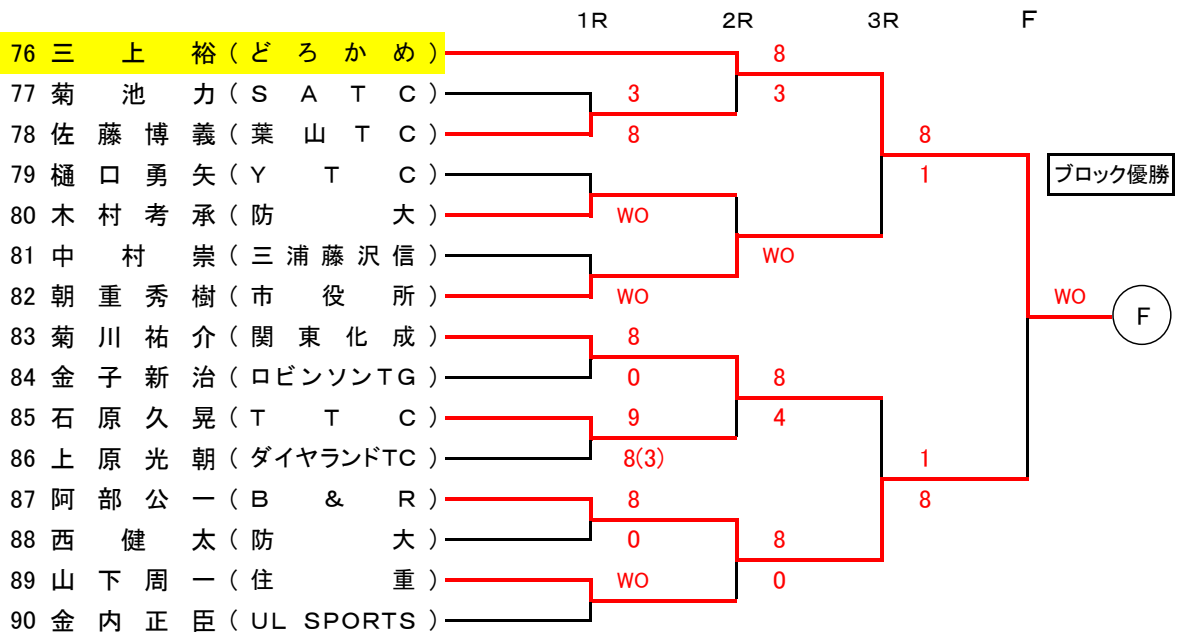 1R 2R 3R F
76 三上裕(どろかめ) 8
77 菊池力(SATC) 3 3
78 佐藤博義(葉山TC) 8 8
79 樋口勇矢(YTC) 1 ブロック優勝
80 木村考承(防大) WO
81 中村崇(三浦藤沢信) WO
82 朝重秀樹(市役所) WO WO
83 菊川祐介(関東化成) 8 F
84 金子新治(ロビンソンTG) 0 8
85 石原久晃(TTC) 9 4
86 上原光朝(ダイヤランドTC) 8(3) 1
87 阿部公一(B&R) 8 8
88 西健太(防大) 0 8
89 山下周一(住重) WO 0
90 金内正臣(UL SPORTS)